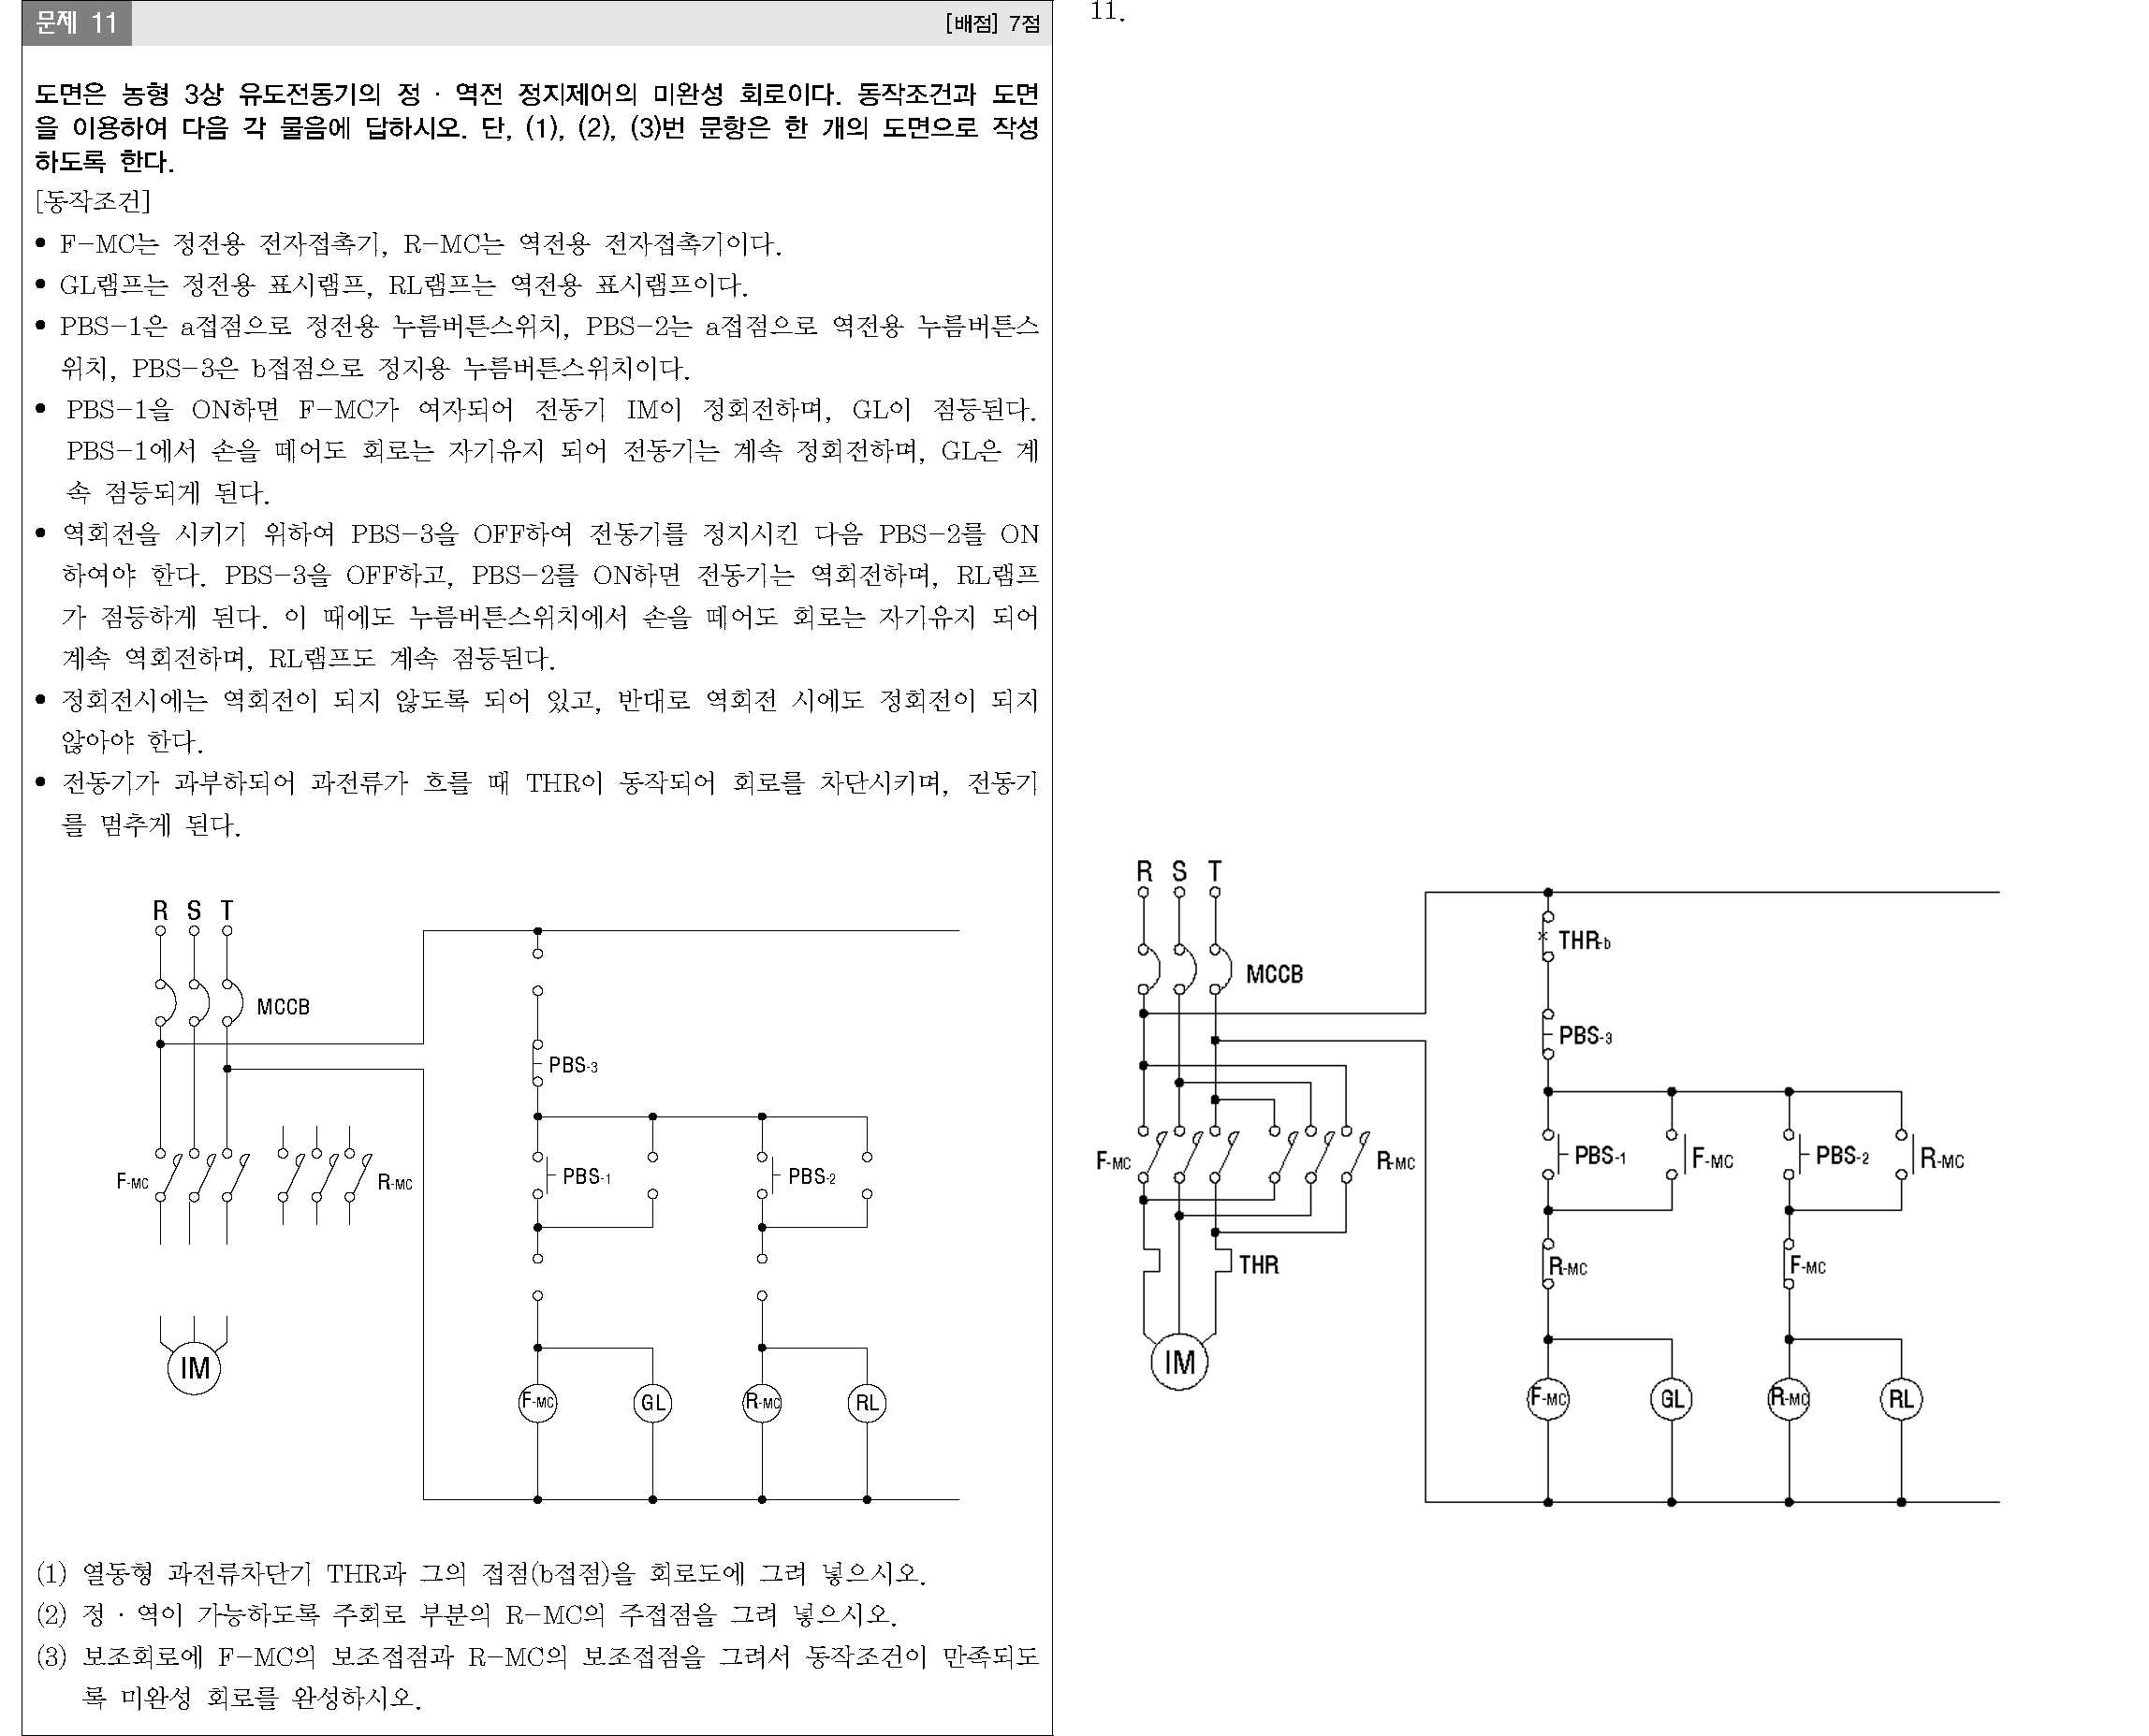 문제 11
[배점] 7점
도면은 농형 3상 유도전동기의 정 · 역전 정지제어의 미완성 회로이다. 동작조건과 도면
을 이용하여 다음 각 물음에 답하시오. 단, (1), (2), (3)번 문항은 한 개의 도면으로 작성
하도록 한다.
[동작조건]
● F-MC는 정전용 전자접촉기, R-MC는 역전용 전자접촉기이다.
● GL램프는 정전용 표시램프, RL램프는 역전용 표시램프이다.
● PBS-1은 a접점으로 정전용 누름버튼스위치, PBS-2는 a접점으로 역전용 누름버튼스
위치, PBS-3은 b접점으로 정지용 누름버튼스위치이다.
● PBS-1을 ON하면 F-MC가 여자되어 전동기 IM이 정회전하며, GL이 점등된다.
PBS-1에서 손을 떼어도 회로는 자기유지 되어 전동기는 계속 정회전하며, GL은 계
속 점등되게 된다.
● 역회전을 시키기 위하여 PBS-3을 OFF하여 전동기를 정지시킨 다음 PBS-2를 ON
하여야 한다. PBS-3을 OFF하고, PBS-2를 ON하면 전동기는 역회전하며, RL램프
가 점등하게 된다. 이 때에도 누름버튼스위치에서 손을 떼어도 회로는 자기유지 되어
계속 역회전하며, RL램프도 계속 점등된다.
● 정회전시에는 역회전이 되지 않도록 되어 있고, 반대로 역회전 시에도 정회전이 되지
않아야 한다.
● 전동기가 과부하되어 과전류가 흐를 때 THR이 동작되어 회로를 차단시키며, 전동기
를 멈추게 된다.
R S T
MCCB
PBS-3
F-MC
R-MC
PBS-1
PBS-2
IM
F-MC
GL
R-MC
RL
(1) 열동형 과전류차단기 THR과 그의 접점(b접점)을 회로도에 그려 넣으시오.
(2) 정 · 역이 가능하도록 주회로 부분의 R-MC의 주접점을 그려 넣으시오.
(3) 보조회로에 F-MC의 보조접점과 R-MC의 보조접점을 그려서 동작조건이 만족되도
록 미완성 회로를 완성하시오.
11.
R S T
THR-b
MCCB
PBS-3
F-MC
R-MC
PBS-1
F-MC
PBS-2
R-MC
THR
R-MC
F-MC
IM
F-MC
GL
R-MC
RL